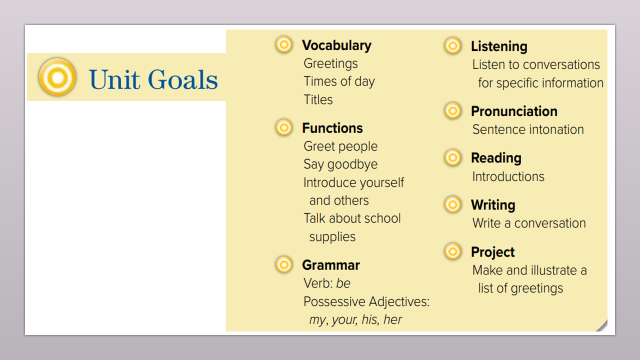 Unit Goals
Vocabulary
Greetings
Times of day
Titles
Functions
Greet people
Say goodbye
Introduce yourself
and others
Talk about school
supplies
Grammar
Verb: be
Possessive Adjectives:
my, your, his, her
Listening
Listen to conversations
for specific information
Pronunciation
Sentence intonation
Reading
Introductions
Writing
Write a conversation
Project
Make and illustrate a
list of greetings